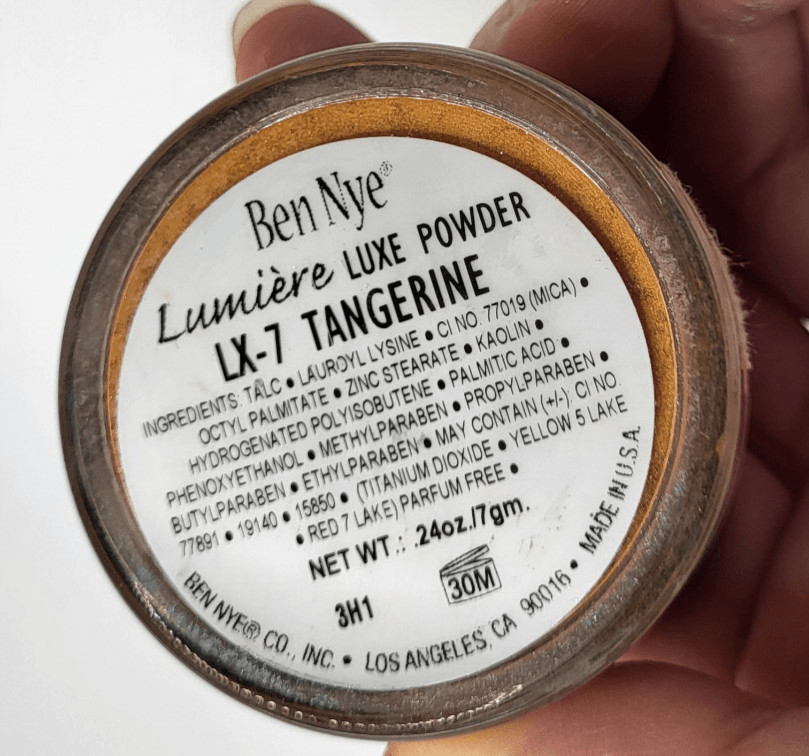 Ben Nye®
Lumière LUXE POWDER
LX-7 TANGERINE
INGREDIENTS: TALC • LAUROYL LYSINE • CI NO. 77019 (MICA) •
OCTYL PALMITATE • ZINC STEARATE • KAOLIN •
HYDROGENATED POLYISOBUTENE • PALMITIC ACID •
PHENOXYETHANOL • METHYLPARABEN • PROPYLPARABEN •
BUTYLPARABEN • ETHYLPARABEN • MAY CONTAIN (+/-): CI NO.
77891 • 19140 • 15850 • (TITANIUM DIOXIDE • YELLOW 5 LAKE
• RED 7 LAKE) PARFUM FREE •
NET WT.: .24oz./7gm.
3H1
30M
BEN NYE® CO., INC. • LOS ANGELES, CA 90016 • MADE IN U.S.A.